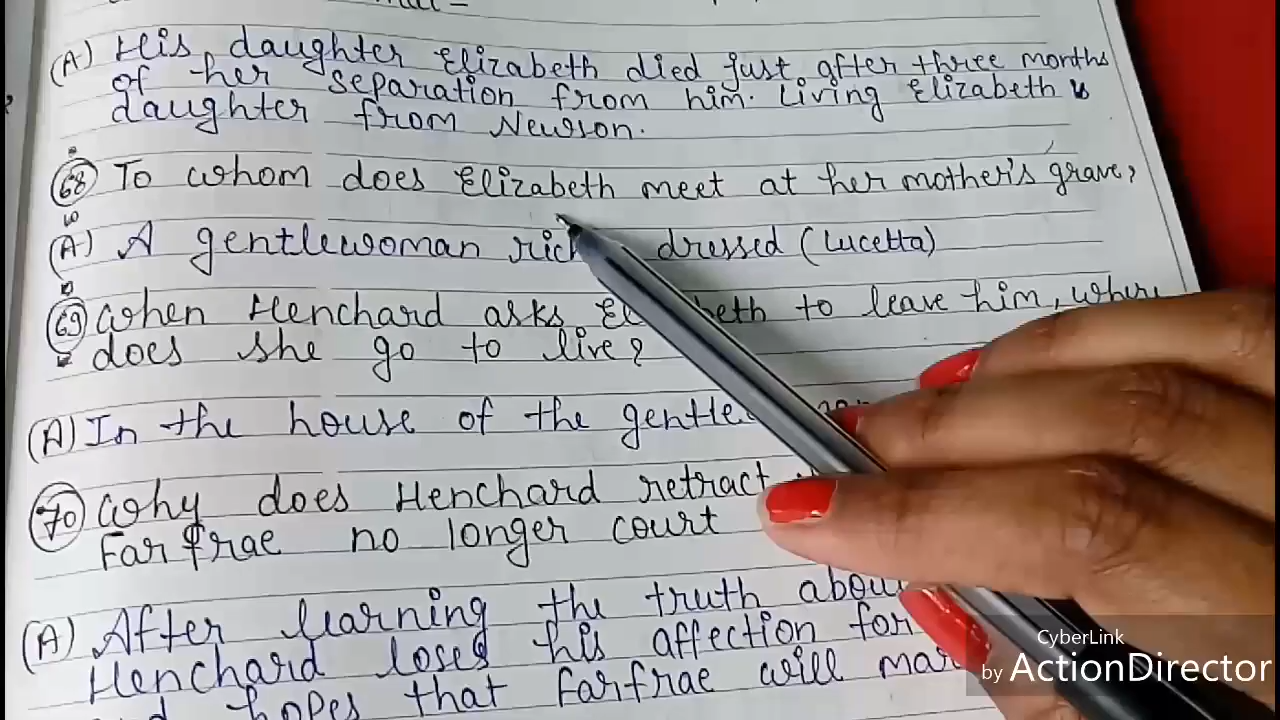 (A) His daughter Elizabeth died just after three months
of her separation from him. Living Elizabeth is
daughter from Newson.
68 To whom does Elizabeth meet at her mother's grave?
(A) A gentlewoman dressed (Lucetta)
69 When Henchard asks to leave him, where
does she go to live?
(A) In the house of the
70 Why does Henchard retract
Farfrae no longer court
(A) After learning the truth about
Henchard loses his affection for
hopes that Farfrae will
CyberLink
by ActionDirector